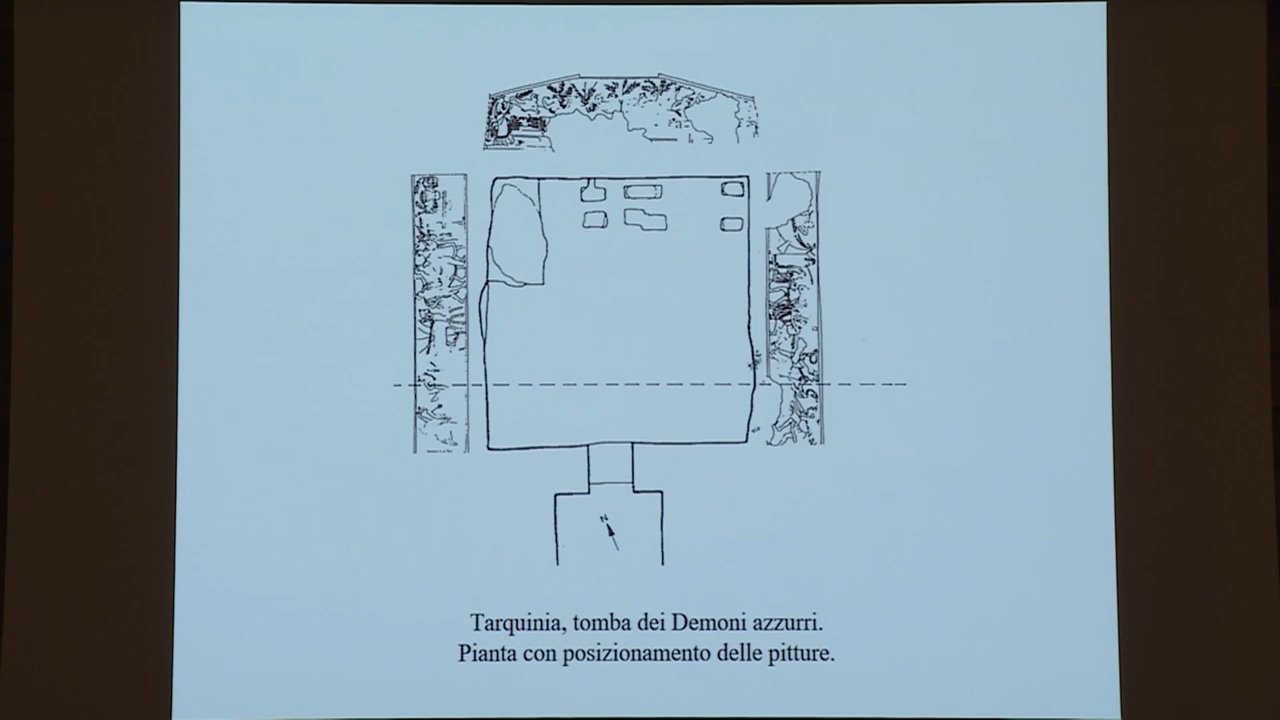 N
Tarquinia, tomba dei Demoni azzurri.
Pianta con posizionamento delle pitture.